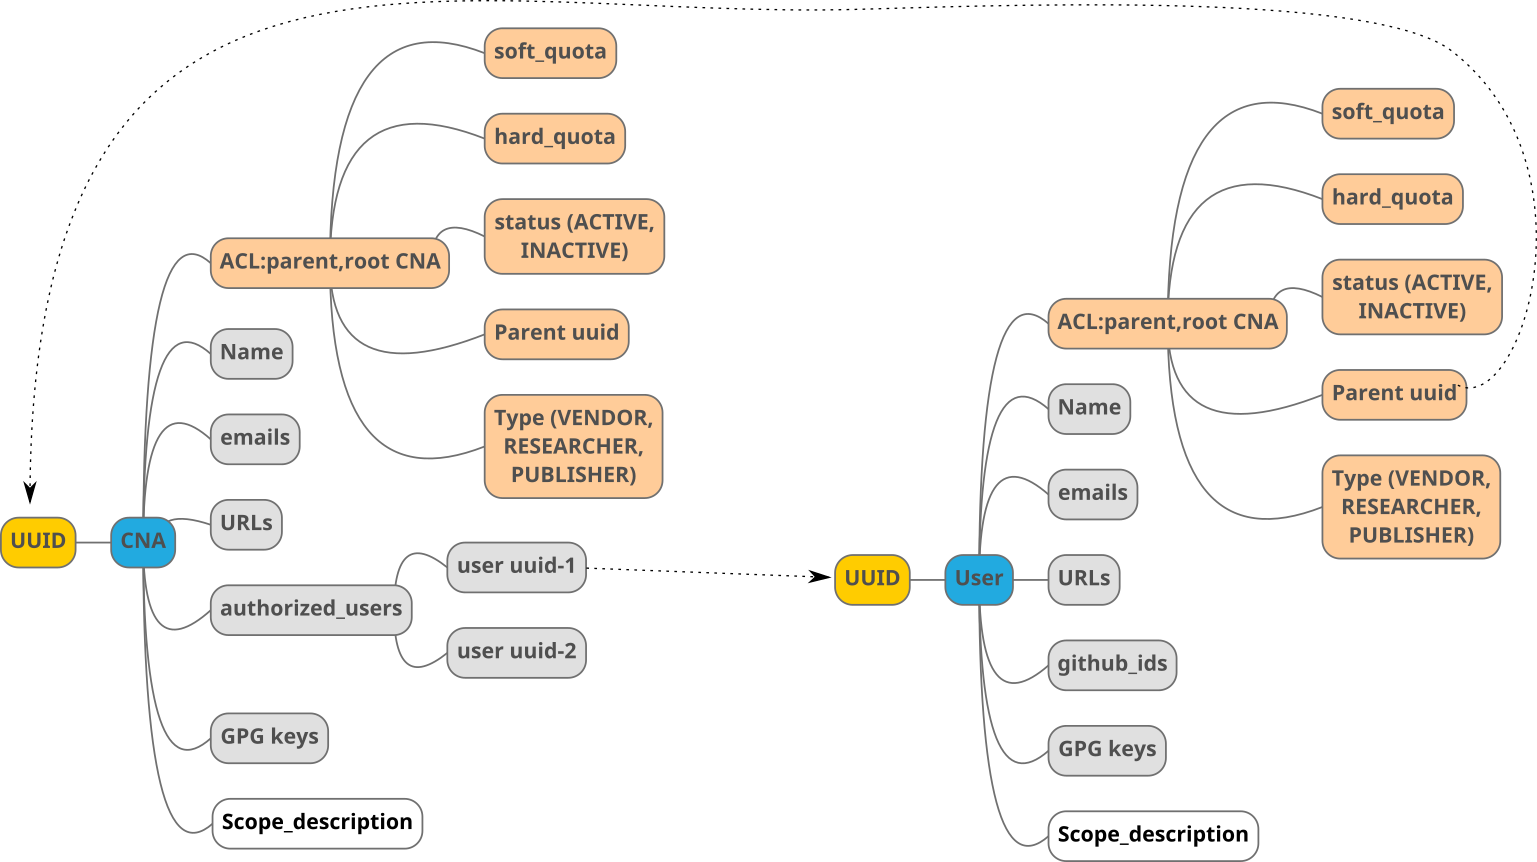 UUID
CNA
ACL:parent,root CNA
soft_quota
hard_quota
status (ACTIVE,
INACTIVE)
Parent uuid
Type (VENDOR,
RESEARCHER,
PUBLISHER)
Name
emails
URLs
authorized_users
user uuid-1
user uuid-2
GPG keys
Scope_description
UUID
User
ACL:parent,root CNA
soft_quota
hard_quota
status (ACTIVE,
INACTIVE)
Parent uuid
Type (VENDOR,
RESEARCHER,
PUBLISHER)
Name
emails
URLs
github_ids
GPG keys
Scope_description